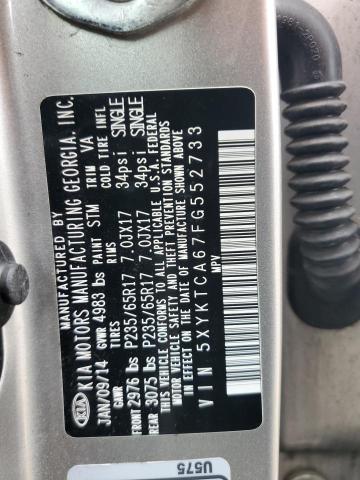 MANUFACTURED BY
KIA KIA MOTORS MANUFACTURING GEORGIA, INC.
JAN/09/14 PAINT STM TRIM VA
GVWR 4983 lbs
GAWR TIRES RIMS COLD TIRE INFL
FRONT 2976 lbs P235/65R17 7.0JX17 34psi SINGLE
REAR 3075 lbs P235/65R17 7.0JX17 34psi SINGLE
THIS VEHICLE CONFORMS TO ALL APPLICABLE U.S.A. FEDERAL
MOTOR VEHICLE SAFETY AND THEFT PREVENTION STANDARDS
IN EFFECT ON THE DATE OF MANUFACTURE SHOWN ABOVE.
VIN 5XYKTCA67FG552733
MPV
U575